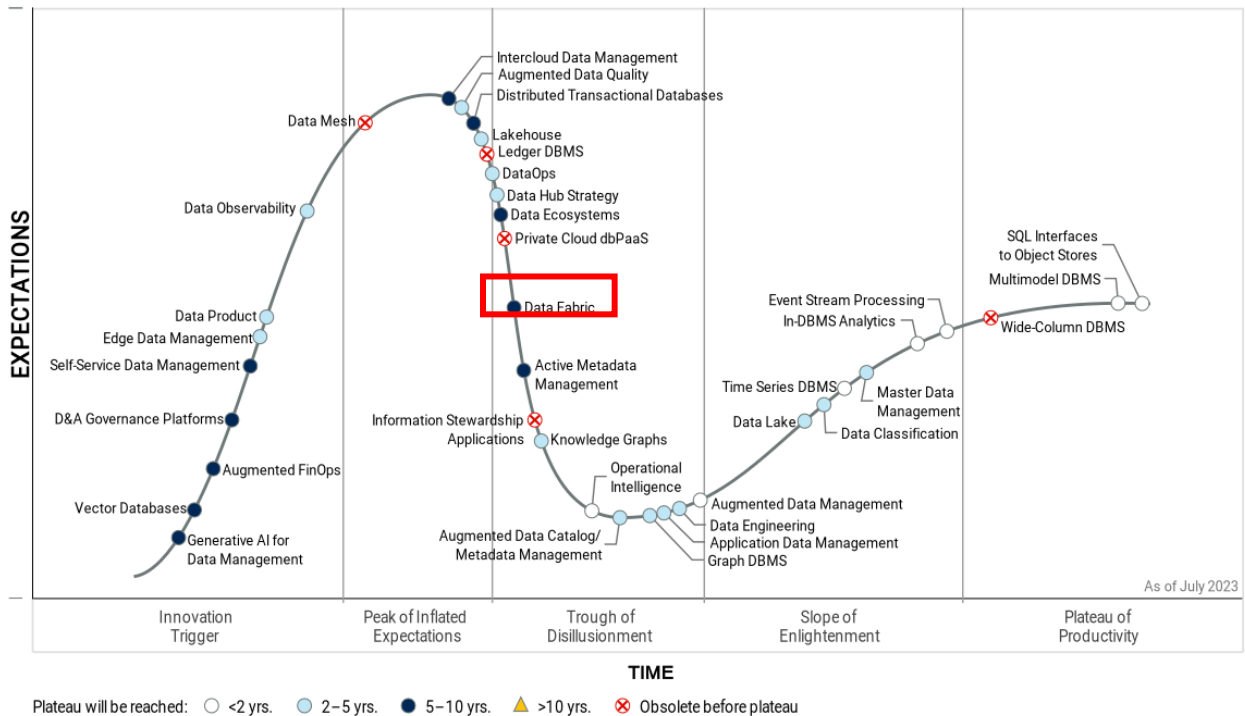 Intercloud Data Management
Augmented Data Quality
Distributed Transactional Databases
Data Mesh
Lakehouse
Ledger DBMS
DataOps
Data Hub Strategy
Data Observability
Data Ecosystems
Private Cloud dbPaaS
SQL Interfaces
to Object Stores
Multimodel DBMS
Event Stream Processing
In-DBMS Analytics
Wide-Column DBMS
Data Fabric
Data Product
Edge Data Management
Self-Service Data Management
Active Metadata
Management
Time Series DBMS
Master Data
Management
D&A Governance Platforms
Information Stewardship
Applications
Knowledge Graphs
Data Lake
Data Classification
Augmented FinOps
Operational
Intelligence
Vector Databases
Augmented Data Management
Data Engineering
Generative AI for
Data Management
Augmented Data Catalog/
Metadata Management
Application Data Management
Graph DBMS
EXPECTATIONS
As of July 2023
Innovation
Trigger
Peak of Inflated
Expectations
Trough of
Disillusionment
Slope of
Enlightenment
Plateau of
Productivity
TIME
Plateau will be reached: <2 yrs. 2–5 yrs. 5–10 yrs. >10 yrs. Obsolete before plateau